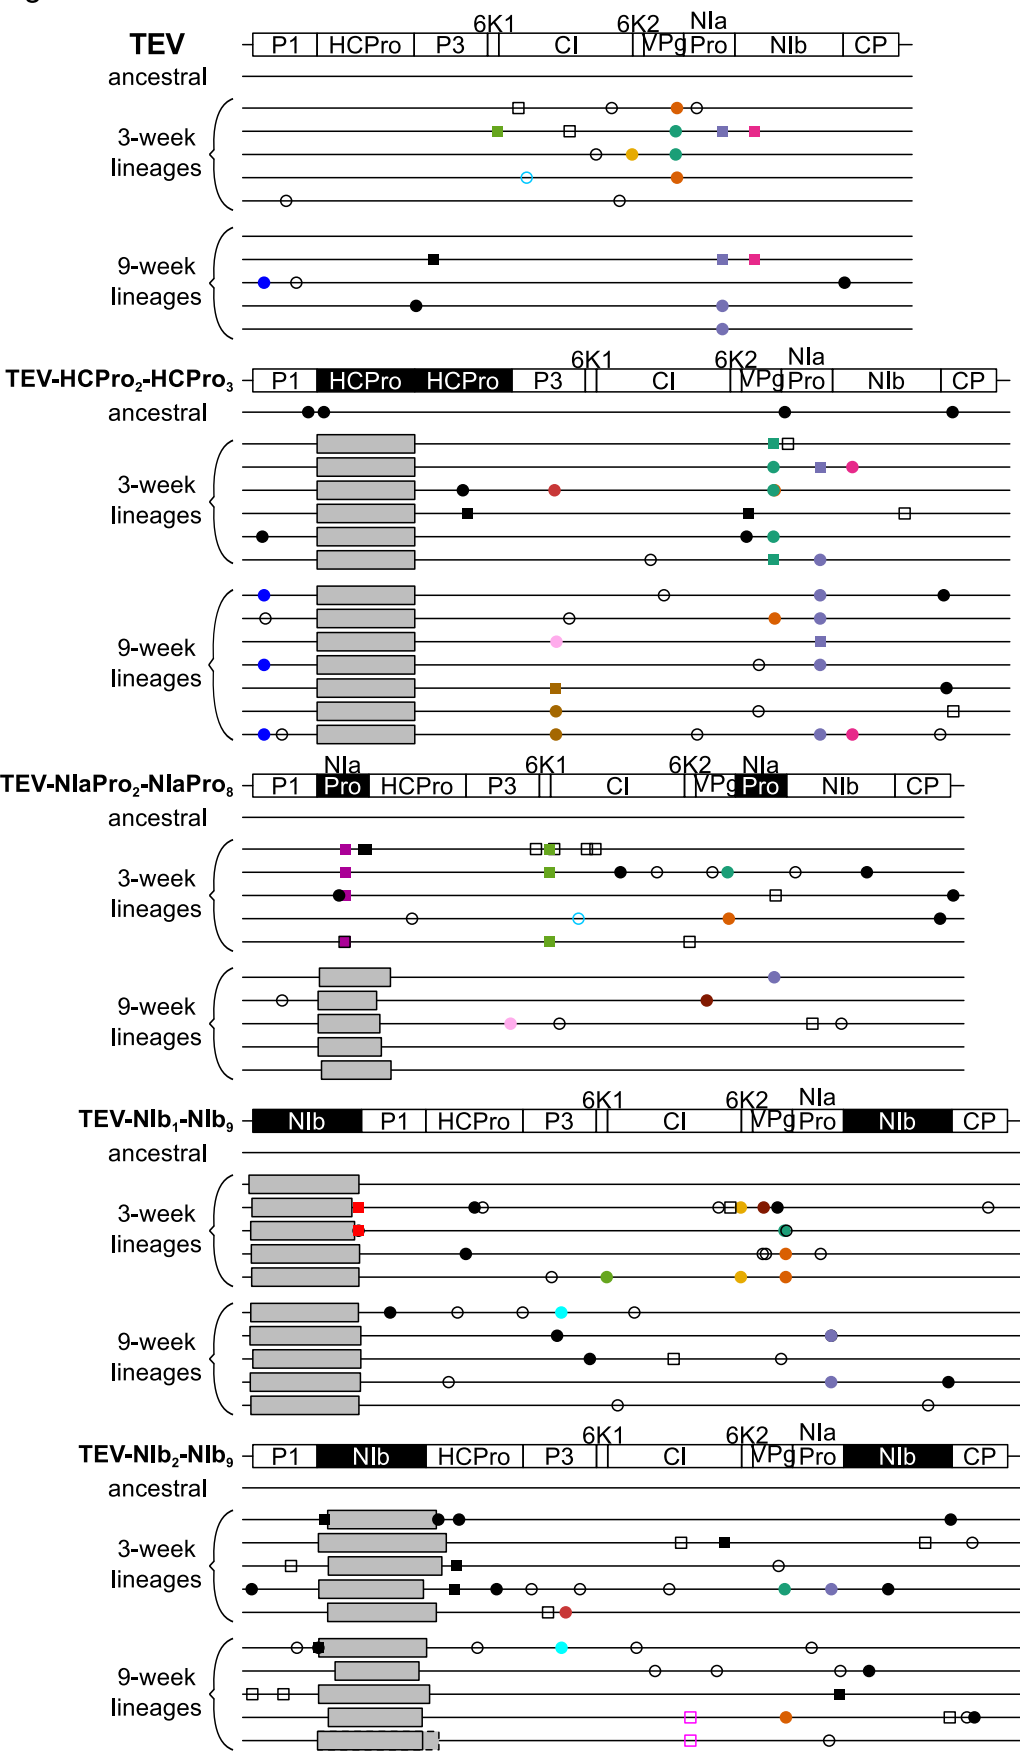 6K1 6K2 NIa
TEV P1 HCPro P3 CI VPg Pro NIb CP
ancestral
3-week
lineages
9-week
lineages
6K1 6K2 NIa
TEV-HCPro₂-HCPro₃ P1 HCPro HCPro P3 CI VPg Pro NIb CP
ancestral
3-week
lineages
9-week
lineages
NIa 6K1 6K2 NIa
TEV-NIaPro₂-NIaPro₈ P1 Pro HCPro P3 CI VPg Pro NIb CP
ancestral
3-week
lineages
9-week
lineages
6K1 6K2 NIa
TEV-NIb₁-NIb₉ NIb P1 HCPro P3 CI VPg Pro NIb CP
ancestral
3-week
lineages
9-week
lineages
6K1 6K2 NIa
TEV-NIb₂-NIb₉ P1 NIb HCPro P3 CI VPg Pro NIb CP
ancestral
3-week
lineages
9-week
lineages